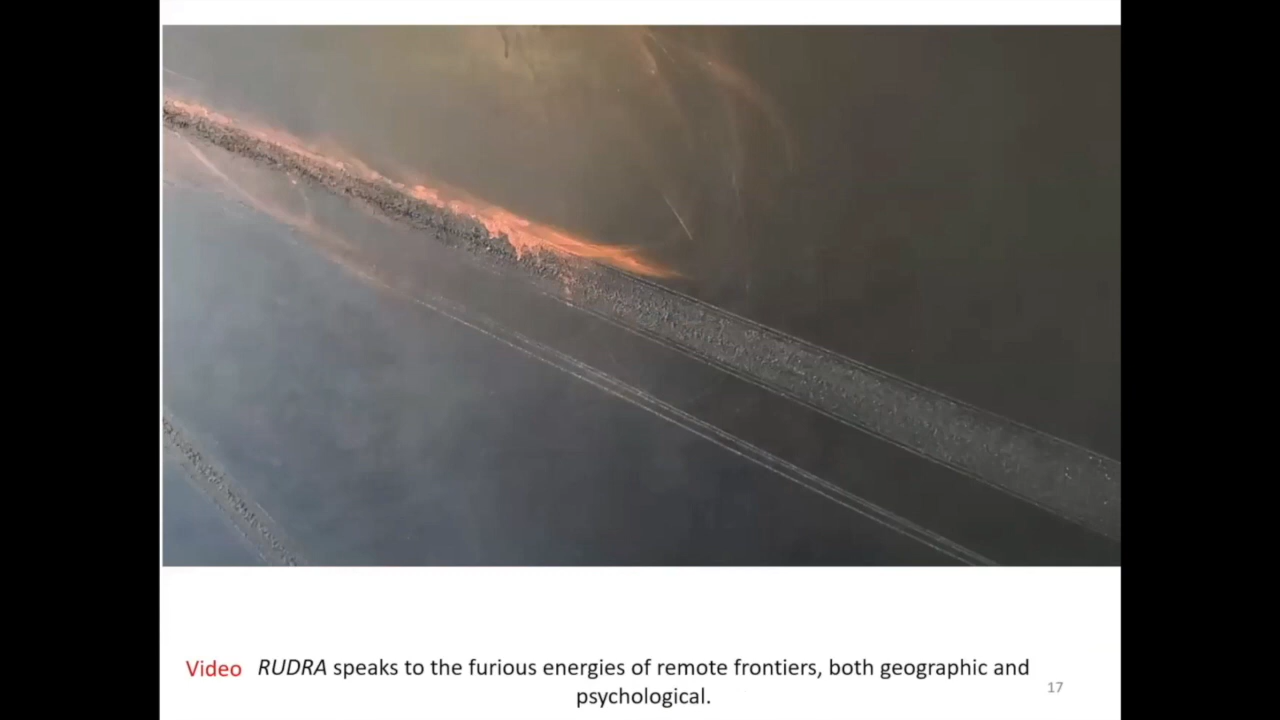 Video RUDRA speaks to the furious energies of remote frontiers, both geographic and
psychological.
17